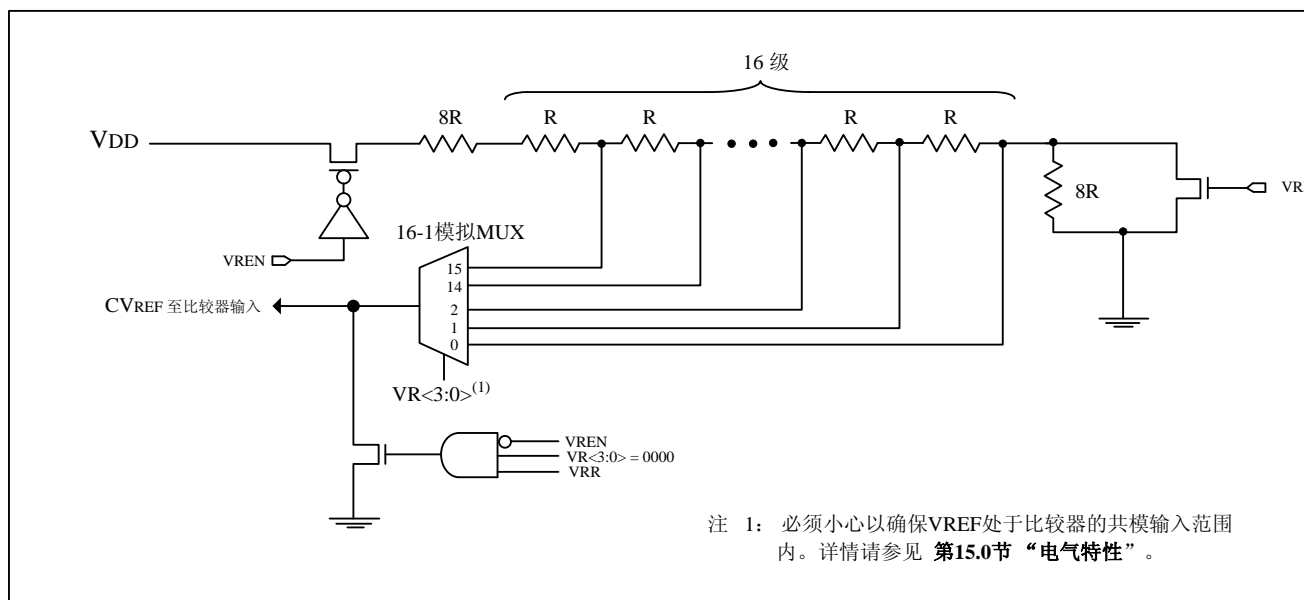 16 级
8R
R
R
R
R
VDD
8R
VR
16-1模拟MUX
VREN
15
14
2
1
0
CVREF 至比较器输入
VR<3:0>(1)
VREN
VR<3:0> = 0000
VRR
注 1： 必须小心以确保VREF处于比较器的共模输入范围
内。详情请参见 第15.0节 “电气特性”。